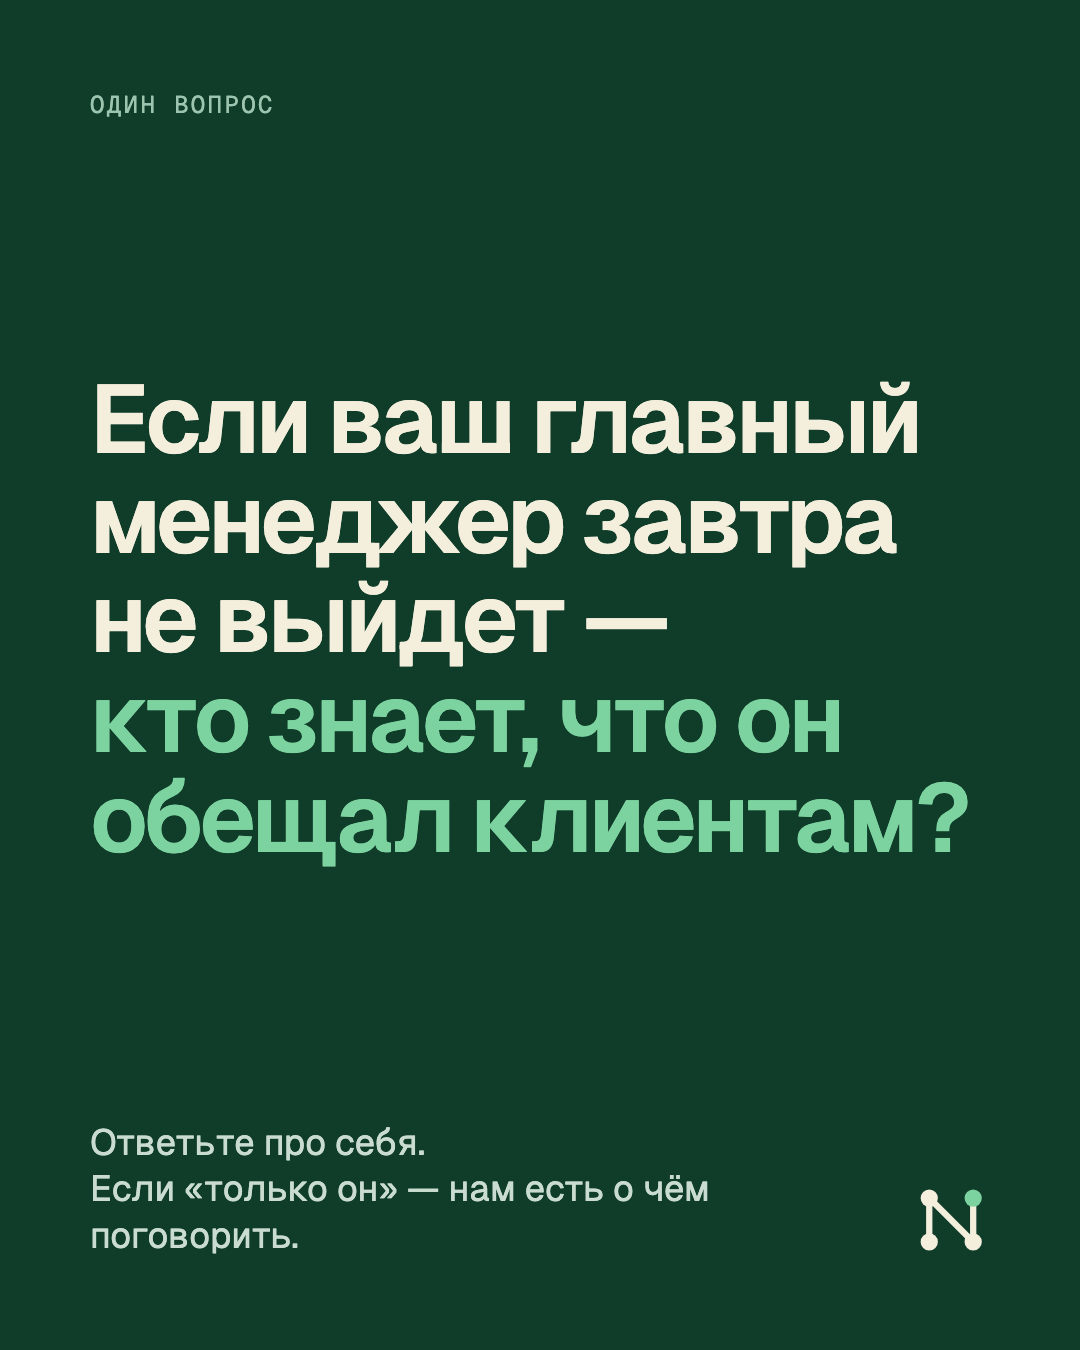 ОДИН ВОПРОС
Если ваш главный
менеджер завтра
не выйдет —
кто знает, что он
обещал клиентам?
Ответьте про себя.
Если «только он» — нам есть о чём
поговорить.